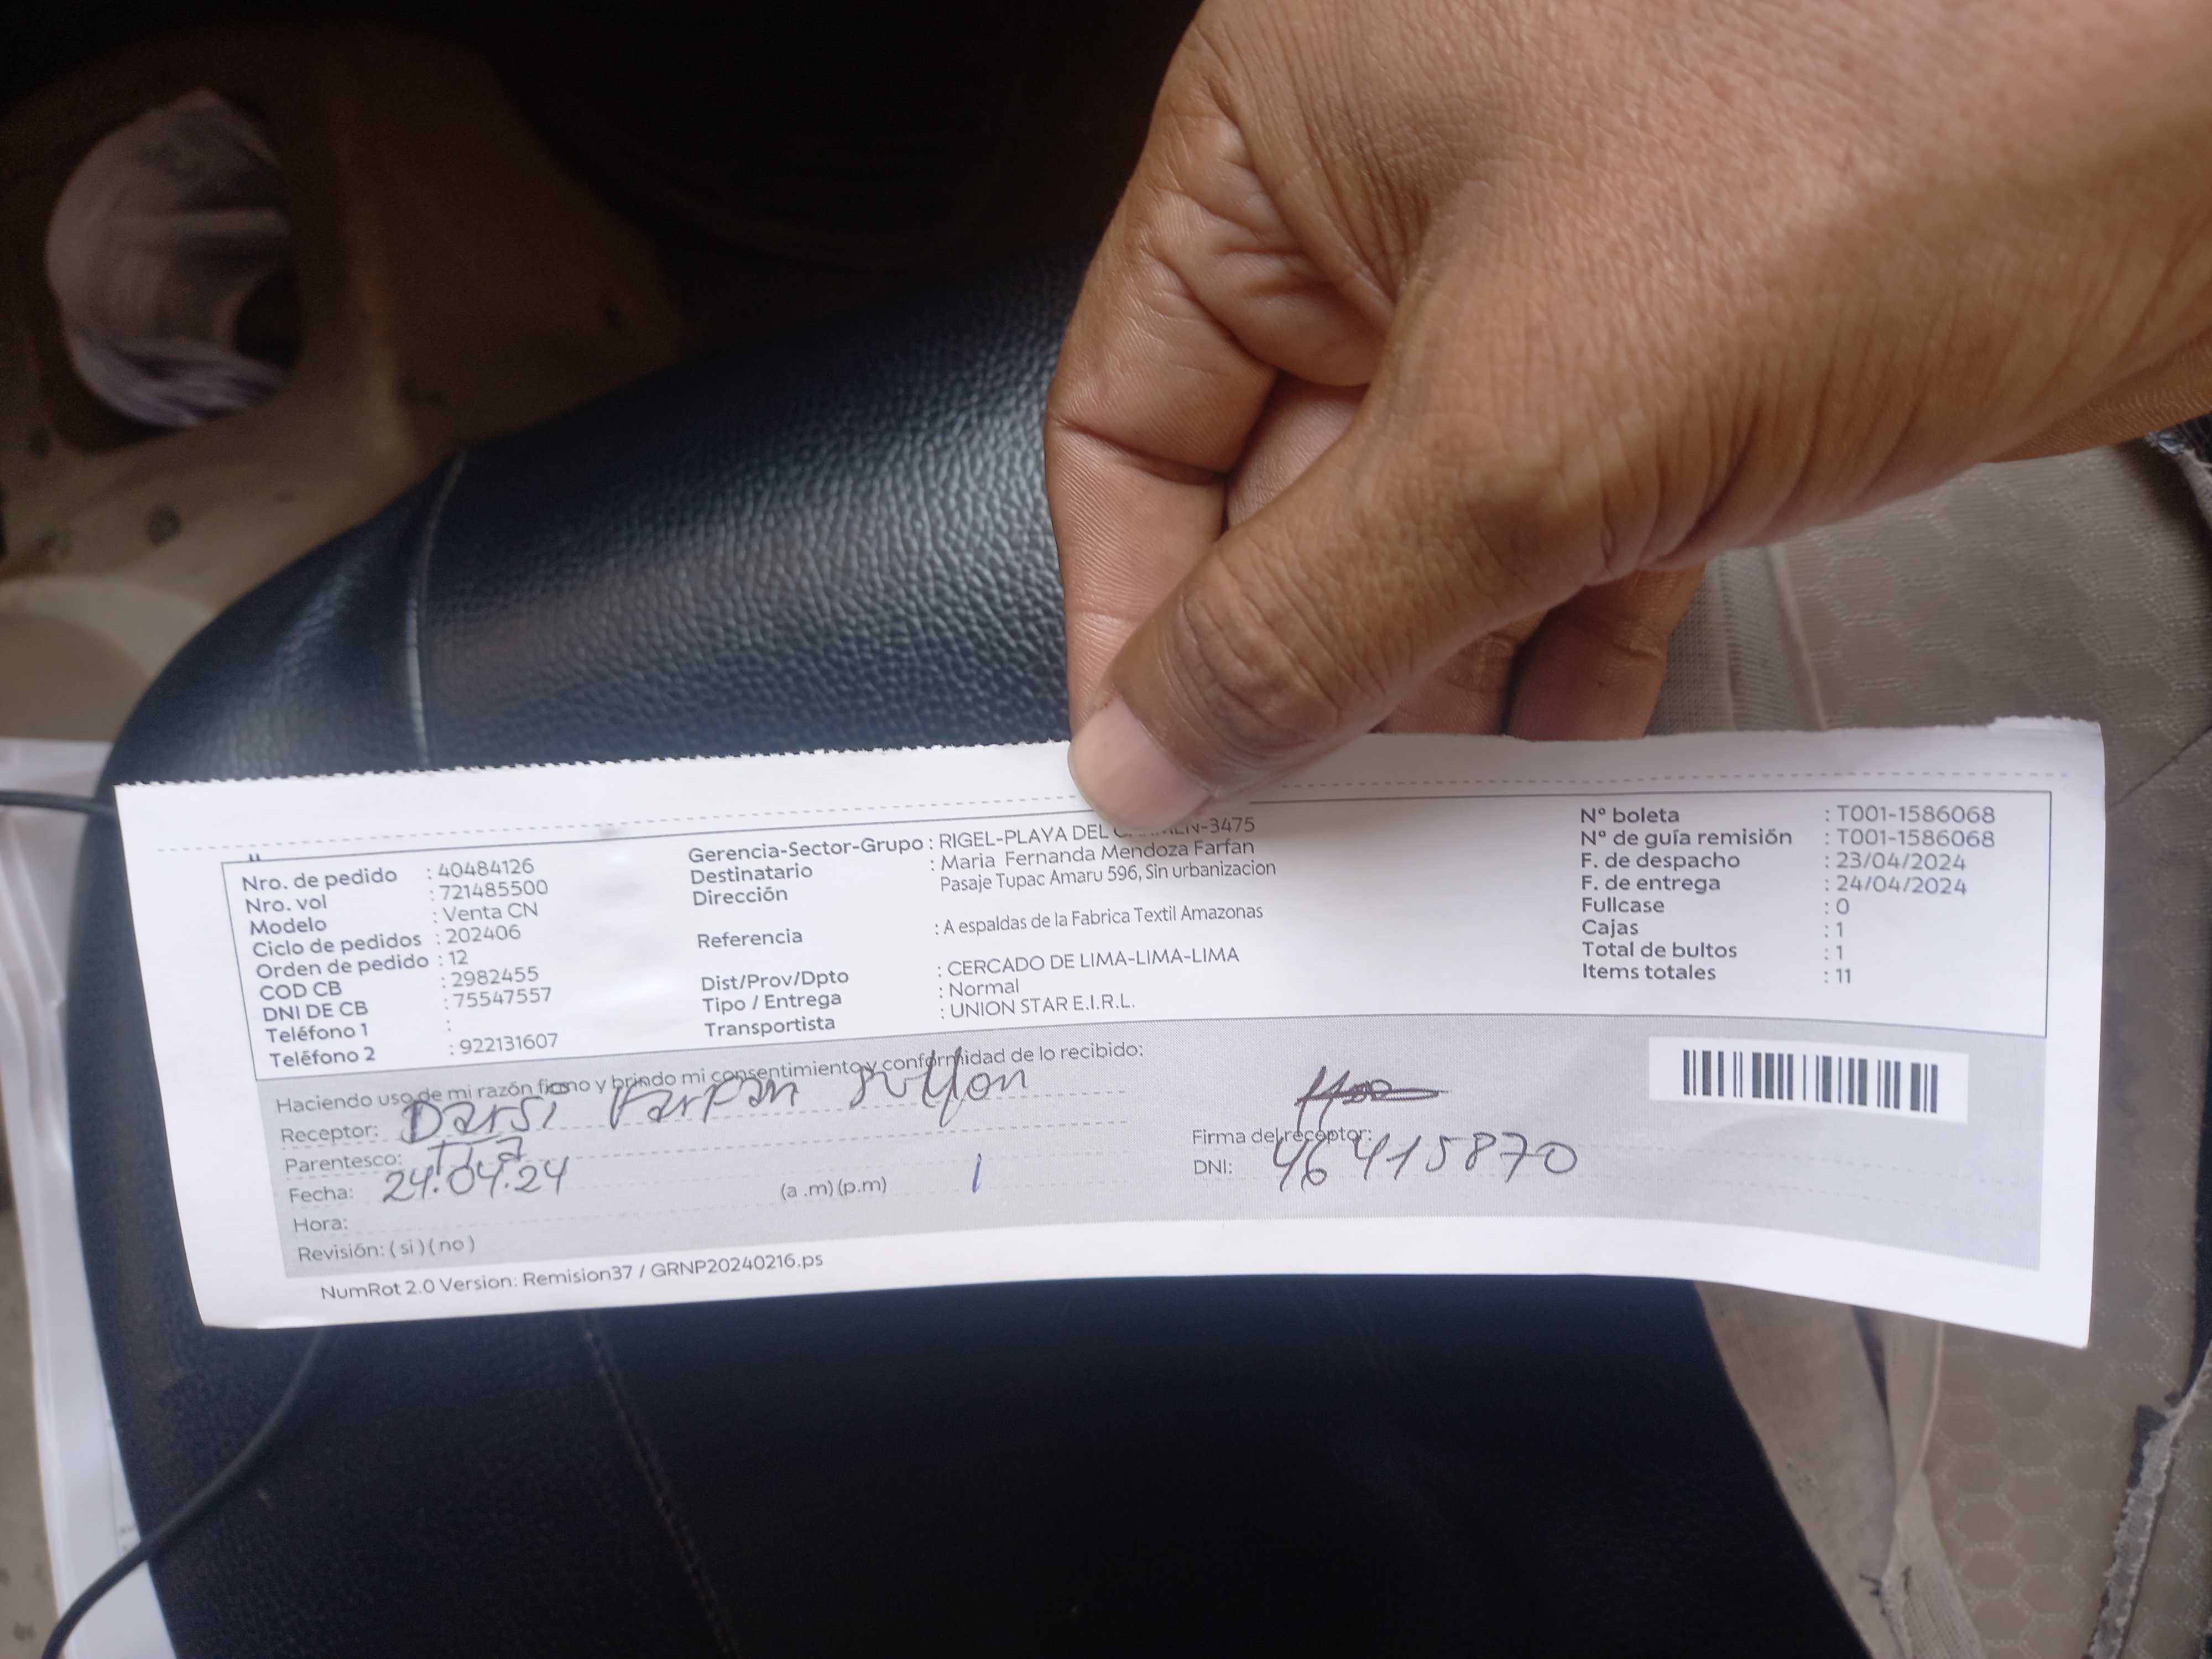 Nro. de pedido : 40484126
Nro. vol : 721485500
Modelo : Venta CN
Ciclo de pedidos : 202406
Orden de pedido : 12
COD CB : 2982455
DNI DE CB : 75547557
Teléfono 1 :
Teléfono 2 : 922131607
Gerencia-Sector-Grupo : RIGEL-PLAYA DEL -3475
Destinatario : Maria Fernanda Mendoza Farfan
Dirección Pasaje Tupac Amaru 596, Sin urbanizacion
Referencia : A espaldas de la Fabrica Textil Amazonas
Dist/Prov/Dpto : CERCADO DE LIMA-LIMA-LIMA
Tipo / Entrega : Normal
Transportista : UNION STAR E.I.R.L.
Nº boleta : T001-1586068
Nº de guía remisión : T001-1586068
F. de despacho : 23/04/2024
F. de entrega : 24/04/2024
Fullcase : 0
Cajas : 1
Total de bultos : 1
Items totales : 11
Haciendo uso de mi razón firmo y brindo mi consentimiento y conformidad de lo recibido:
Receptor: Darsi Farfan
Parentesco: Tia
Fecha: 24.04.24
(a .m) (p.m)
Hora:
Revisión: ( si ) ( no )
Firma del receptor:
DNI: 46415870
NumRot 2.0 Version: Remision37 / GRNP20240216.ps